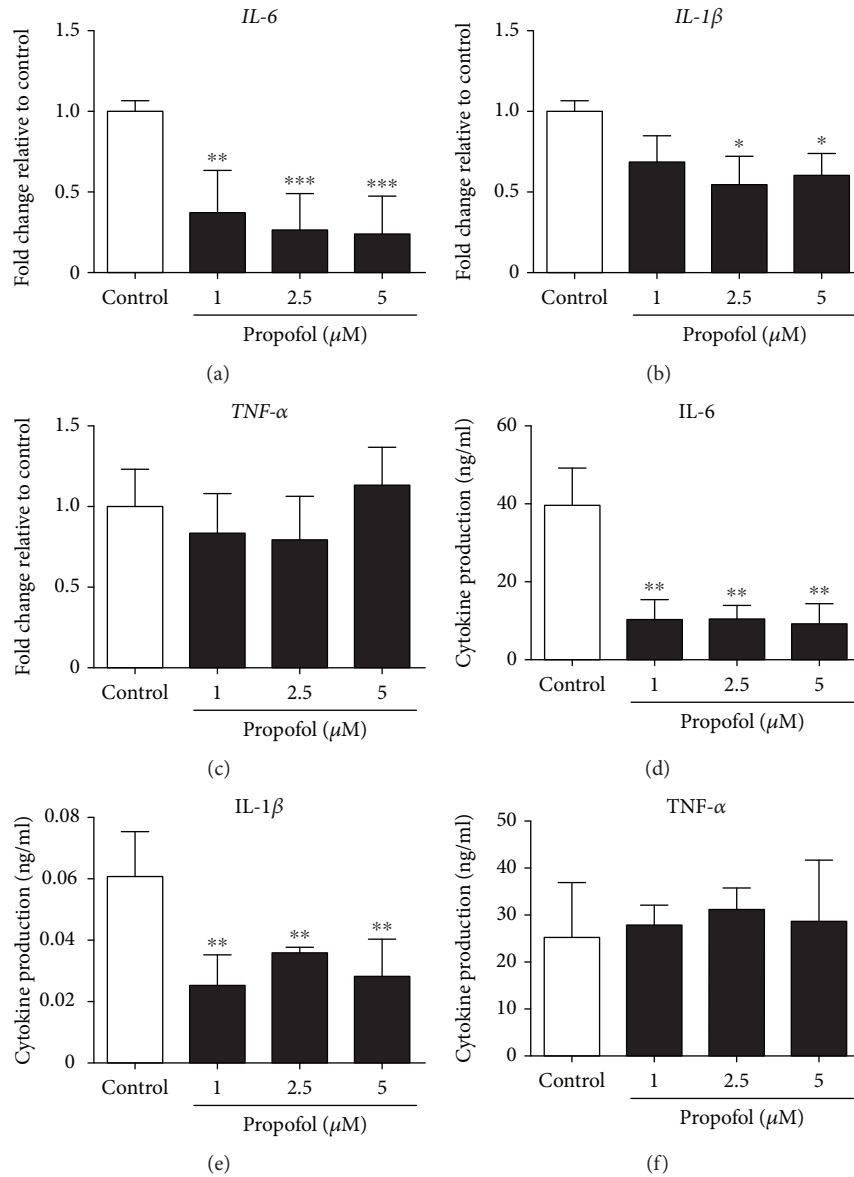 IL-6
Fold change relative to control
1.5
1.0
0.5
0
**
***
***
Control
1
2.5
5
Propofol (μM)
(a)
IL-1β
Fold change relative to control
1.5
1.0
0.5
0
*
*
Control
1
2.5
5
Propofol (μM)
(b)
TNF-α
Fold change relative to control
1.5
1.0
0.5
0
Control
1
2.5
5
Propofol (μM)
(c)
IL-6
Cytokine production (ng/ml)
60
40
20
0
**
**
**
Control
1
2.5
5
Propofol (μM)
(d)
IL-1β
Cytokine production (ng/ml)
0.08
0.06
0.04
0.02
0
**
**
**
Control
1
2.5
5
Propofol (μM)
(e)
TNF-α
Cytokine production (ng/ml)
50
40
30
20
10
0
Control
1
2.5
5
Propofol (μM)
(f)